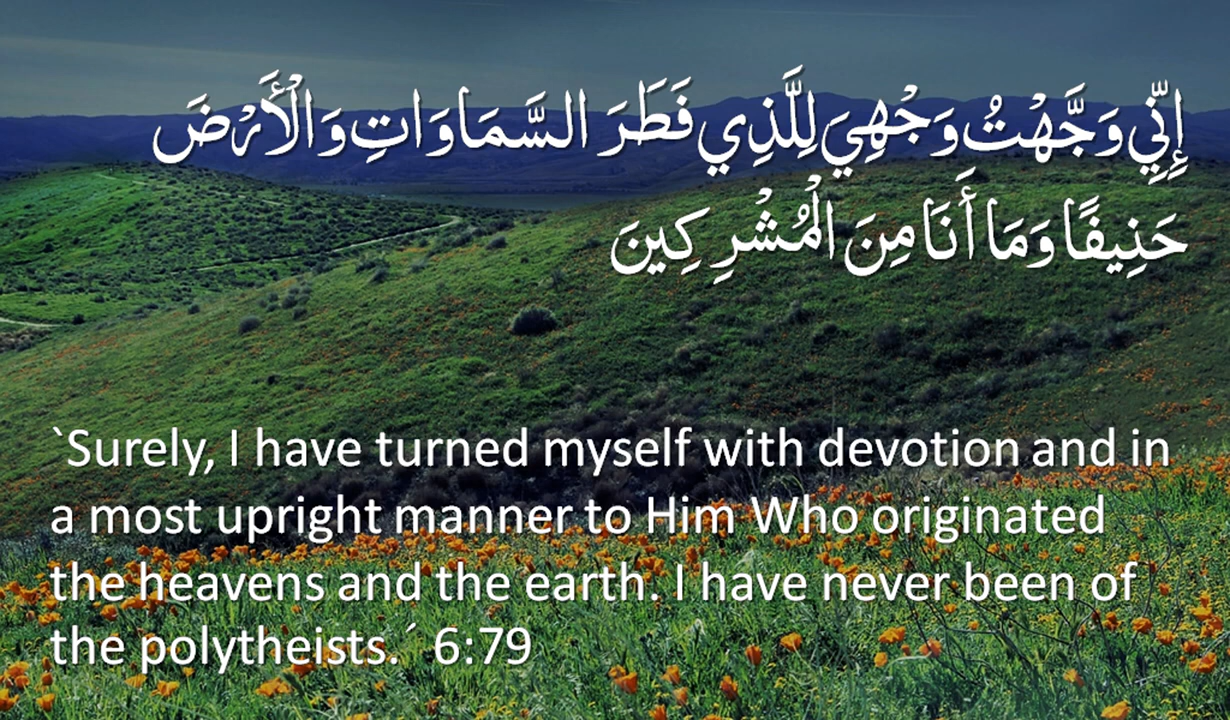 إِنِّي وَجَّهْتُ وَجْهِيَ لِلَّذِي فَطَرَ السَّمَاوَاتِ وَالْأَرْضَ
حَنِيفًا وَمَا أَنَا مِنَ الْمُشْرِكِينَ
`Surely, I have turned myself with devotion and in
a most upright manner to Him Who originated
the heavens and the earth. I have never been of
the polytheists.´ 6:79